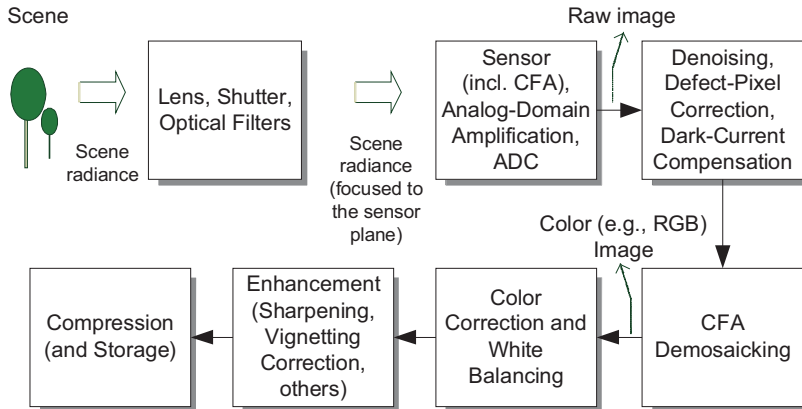 Scene
Scene
radiance
Lens, Shutter,
Optical Filters
Scene
radiance
(focused to
the sensor
plane)
Sensor
(incl. CFA),
Analog-Domain
Amplification,
ADC
Raw image
Denoising,
Defect-Pixel
Correction,
Dark-Current
Compensation
Color (e.g., RGB)
Image
CFA
Demosaicking
Color
Correction and
White
Balancing
Enhancement
(Sharpening,
Vignetting
Correction,
others)
Compression
(and Storage)